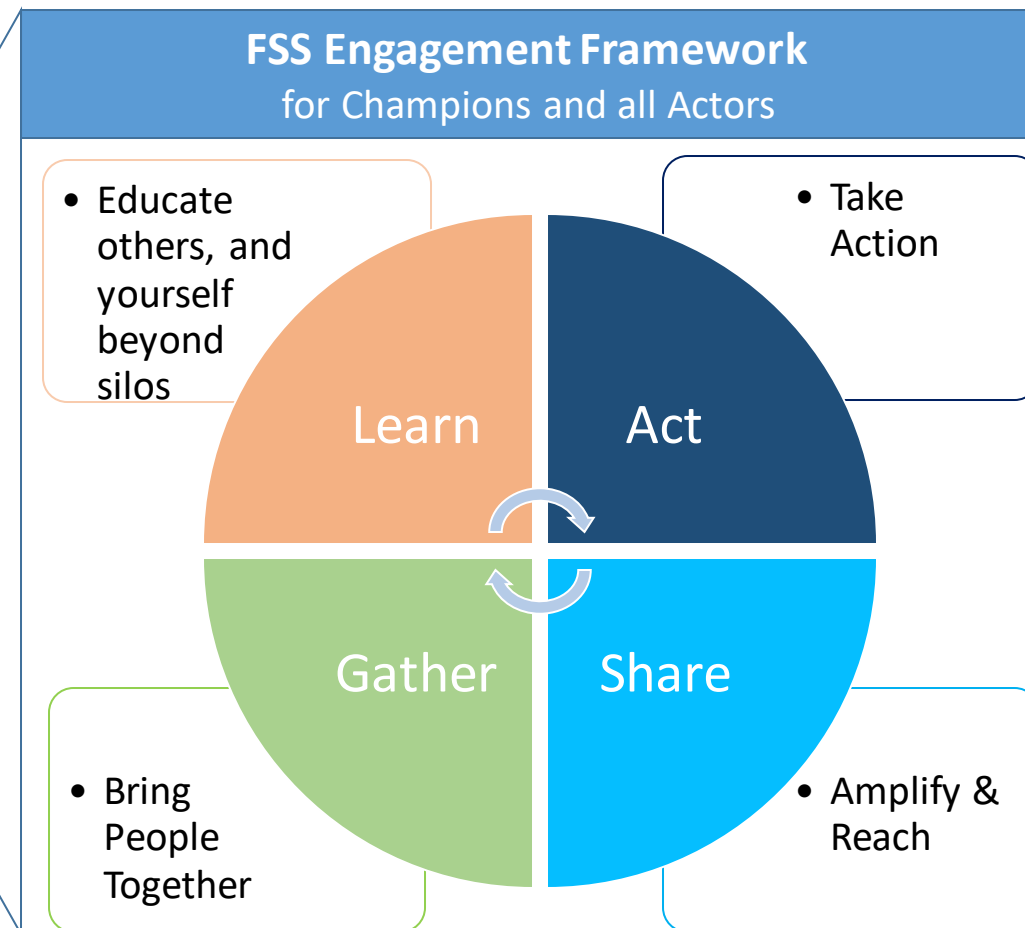 FSS Engagement Framework
for Champions and all Actors
• Educate
others, and
yourself
beyond
silos
• Take
Action
Learn
Act
Gather
Share
• Bring
People
Together
• Amplify &
Reach